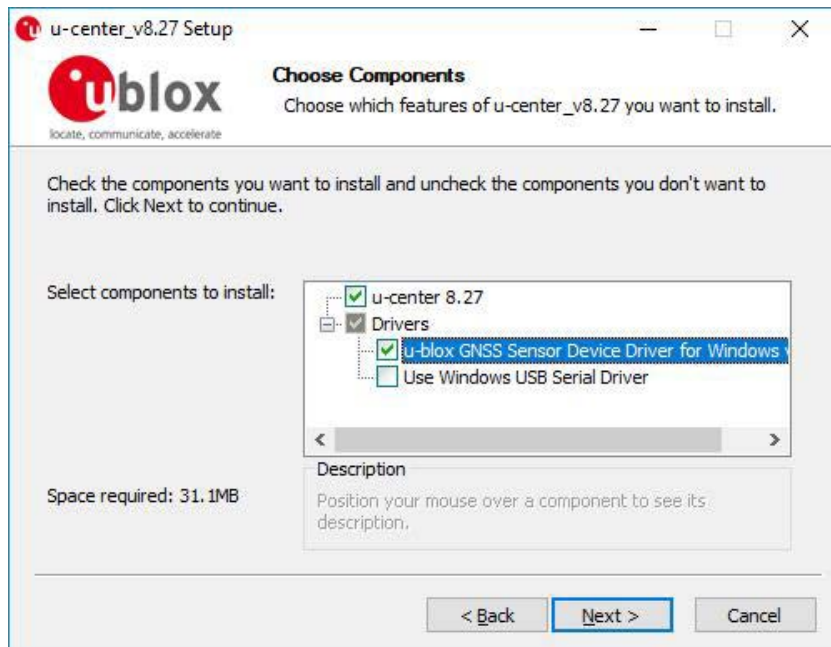 u-center_v8.27 Setup
ublox
locate, communicate, accelerate
Choose Components
Choose which features of u-center_v8.27 you want to install.
Check the components you want to install and uncheck the components you don't want to
install. Click Next to continue.
Select components to install:
u-center 8.27
Drivers
u-blox GNSS Sensor Device Driver for Windows v
Use Windows USB Serial Driver
Space required: 31.1MB
Description
Position your mouse over a component to see its
description.
< Back
Next >
Cancel